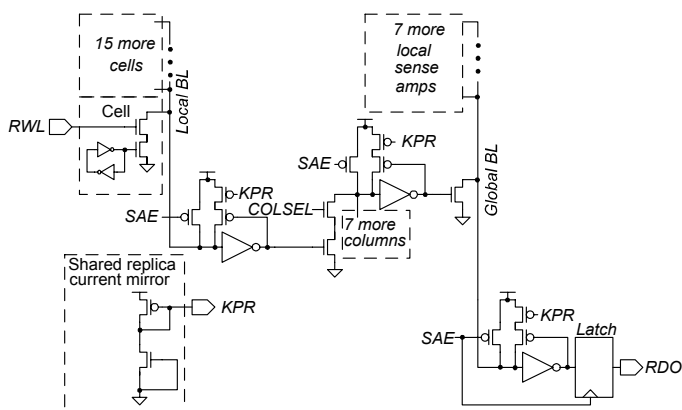 15 more
cells
Local BL
7 more
local
sense
amps
Cell
RWL
KPR
SAE
KPR
SAE
COLSEL
7 more
columns
Global BL
Shared replica
current mirror
KPR
KPR
SAE
Latch
RDO